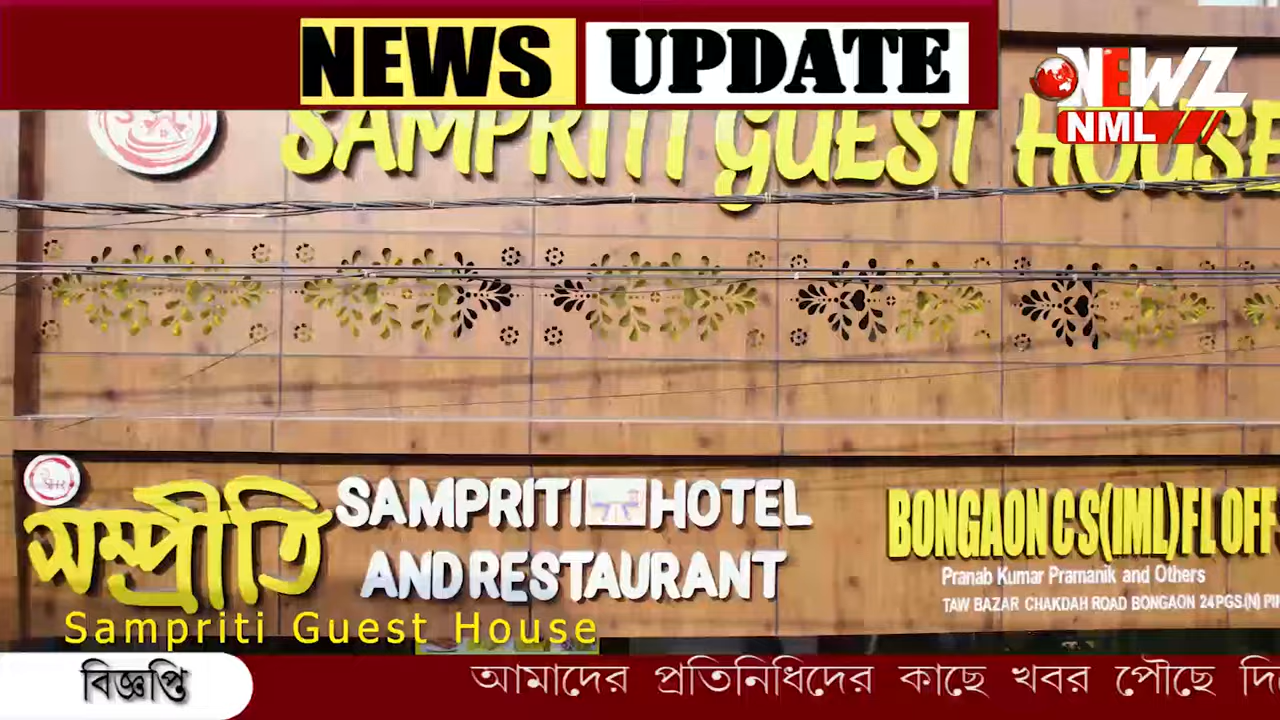 NEWS UPDATE
NEWZ
NML
SAMPRITI GUEST HOUSE
সম্প্রীতি
SAMPRITI HOTEL
AND RESTAURANT
BONGAON C S(IML) FL OFF
Pranab Kumar Pramanik and Others
TAW BAZAR CHAKDAH ROAD BONGAON 24PGS.(N)
Sampriti Guest House
বিজ্ঞপ্তি
আমাদের প্রতিনিধিদের কাছে খবর পৌছে